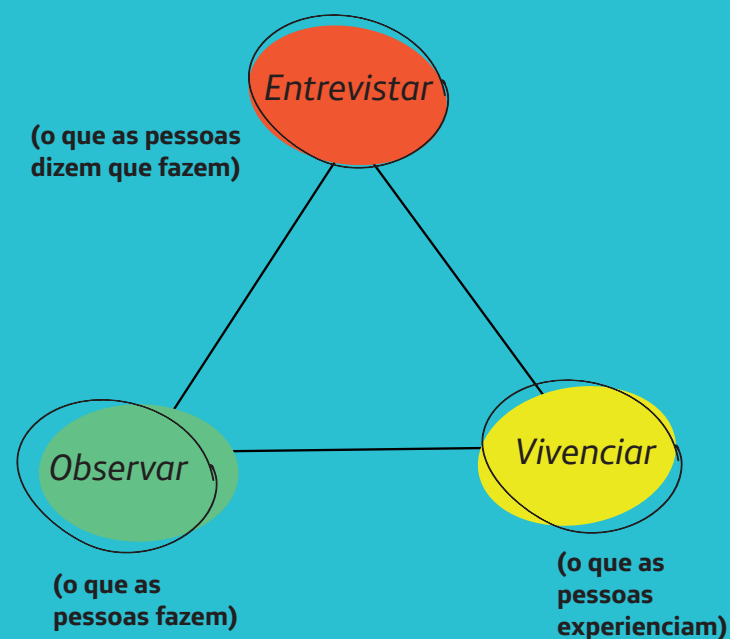 Entrevistar
(o que as pessoas
dizem que fazem)
Observar
(o que as
pessoas fazem)
Vivenciar
(o que as
pessoas
experienciam)